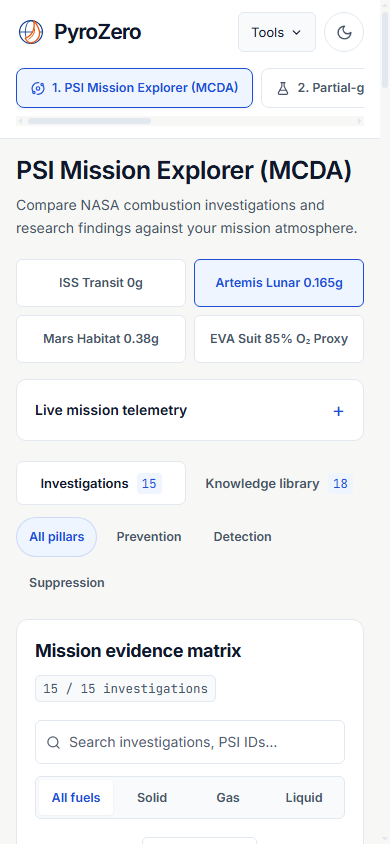 PyroZero
Tools
1. PSI Mission Explorer (MCDA)
2. Partial-g
PSI Mission Explorer (MCDA)
Compare NASA combustion investigations and
research findings against your mission atmosphere.
ISS Transit 0g
Artemis Lunar 0.165g
Mars Habitat 0.38g
EVA Suit 85% O₂ Proxy
Live mission telemetry
+
Investigations 15
Knowledge library 18
All pillars
Prevention
Detection
Suppression
Mission evidence matrix
15 / 15 investigations
Search investigations, PSI IDs...
All fuels
Solid
Gas
Liquid